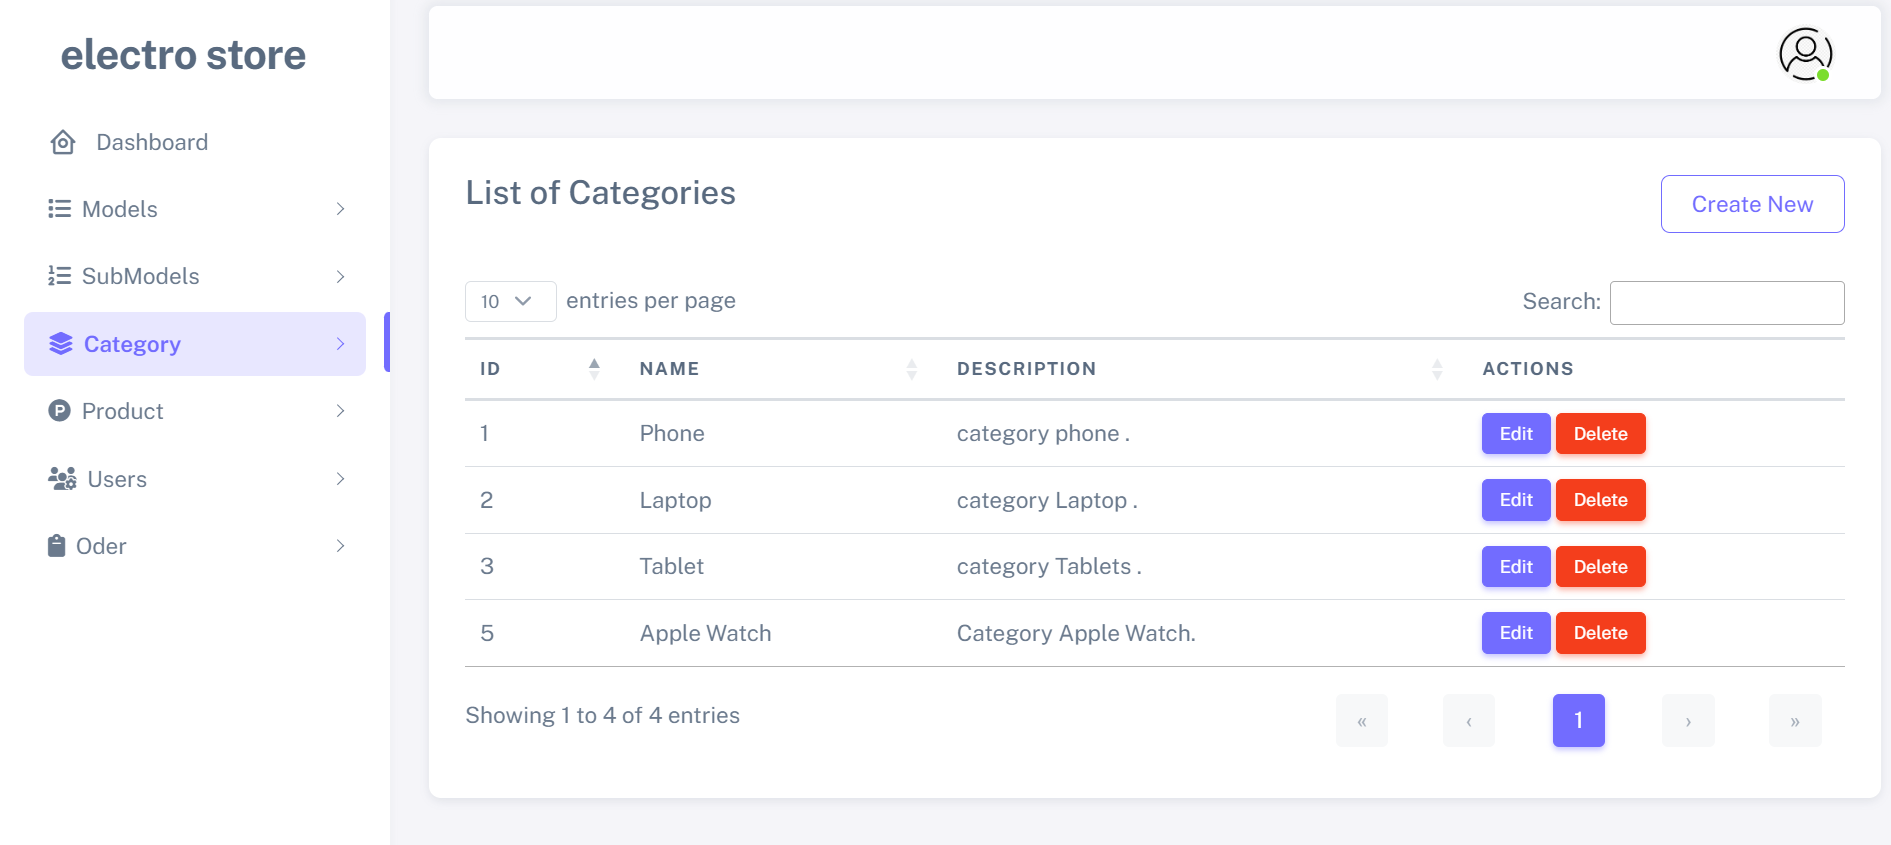 electro store
Dashboard
Models
SubModels
Category
Product
Users
Oder
List of Categories
Create New
10 entries per page
Search:
ID NAME DESCRIPTION ACTIONS
1 Phone category phone . Edit Delete
2 Laptop category Laptop . Edit Delete
3 Tablet category Tablets . Edit Delete
5 Apple Watch Category Apple Watch. Edit Delete
Showing 1 to 4 of 4 entries
« ‹ 1 › »